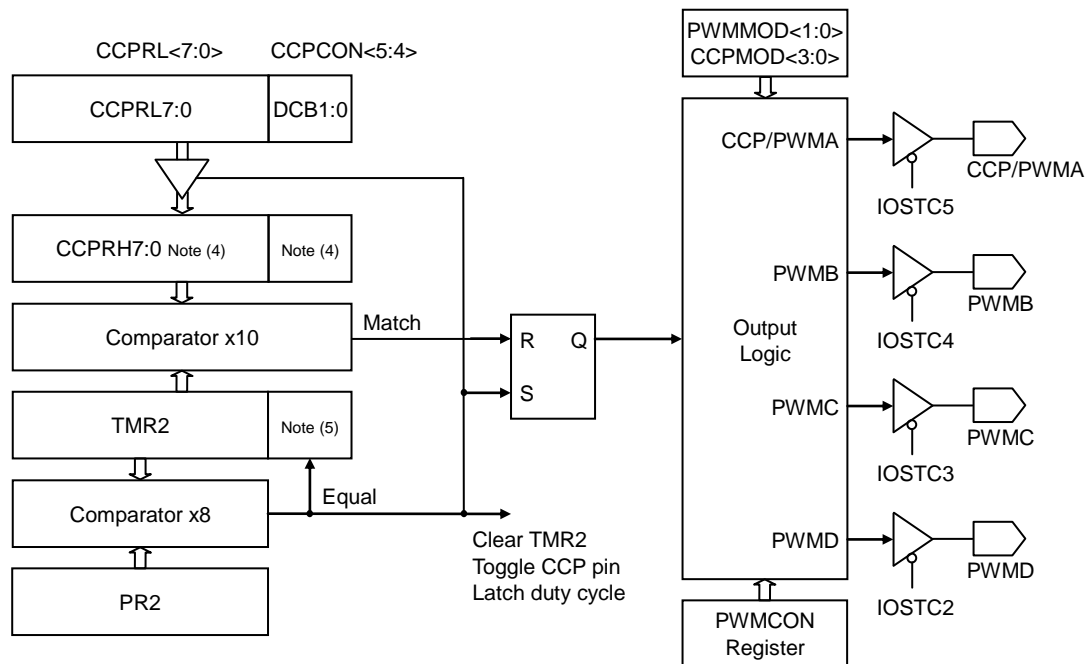 CCPRL<7:0> CCPCON<5:4>
CCPRL7:0 DCB1:0
CCPRH7:0 Note (4) Note (4)
Comparator x10
Match
TMR2 Note (5)
Equal
Comparator x8
PR2
Clear TMR2
Toggle CCP pin
Latch duty cycle
R Q
S
PWMMOD<1:0>
CCPMOD<3:0>
Output
Logic
CCP/PWMA
PWMB
PWMC
PWMD
PWMCON
Register
CCP/PWMA
IOSTC5
PWMB
IOSTC4
PWMC
IOSTC3
PWMD
IOSTC2